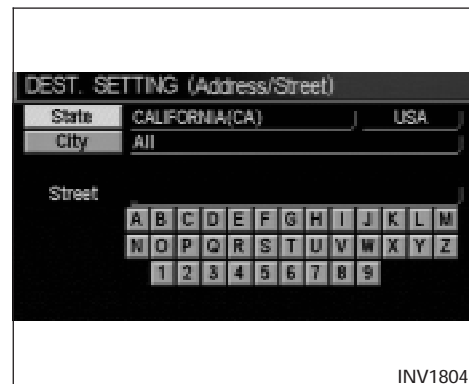 DEST. SETTING (Address/Street)
State CALIFORNIA(CA) USA
City All
Street
A B C D E F G H I J K L M
N O P Q R S T U V W X Y Z
1 2 3 4 5 6 7 8 9
INV1804